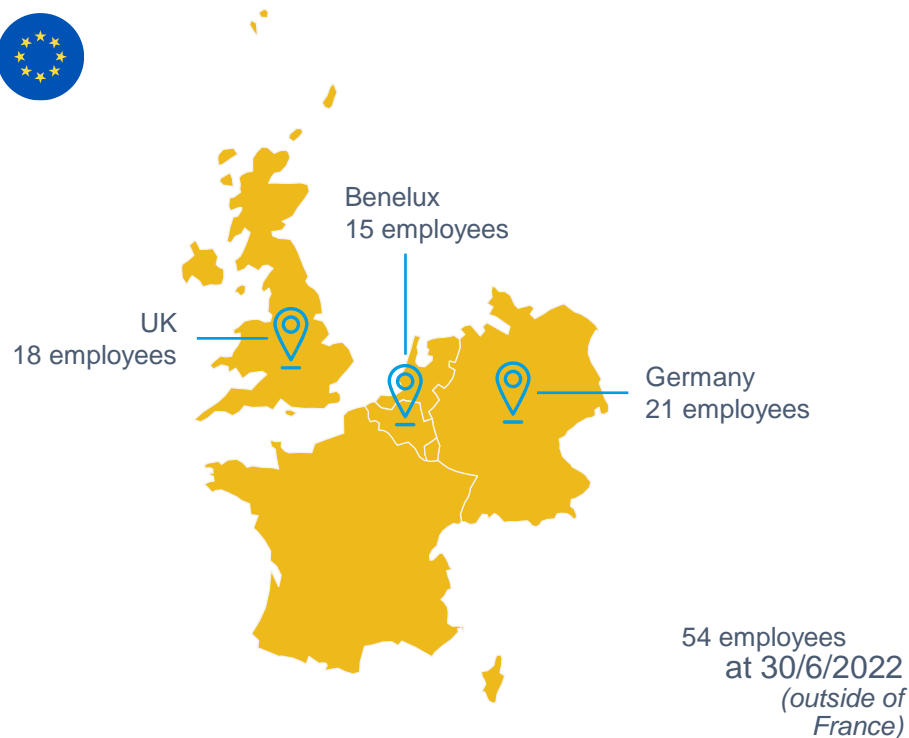 Benelux
15 employees
UK
18 employees
Germany
21 employees
54 employees
at 30/6/2022
(outside of
France)